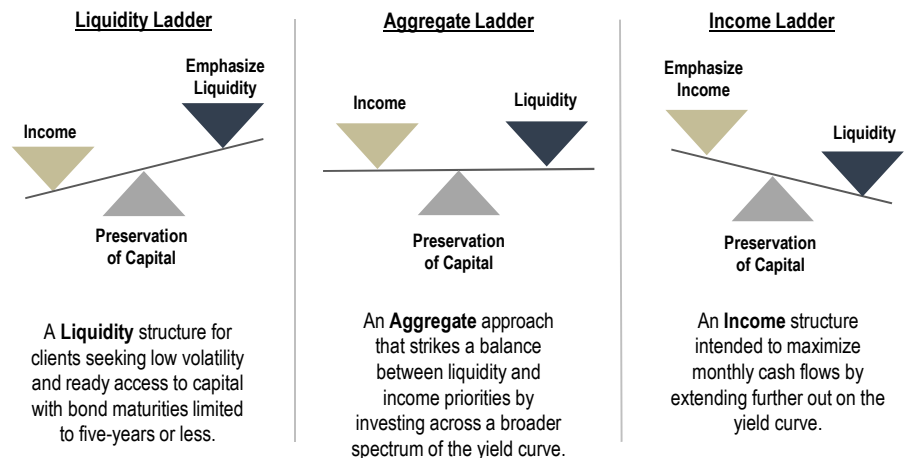 Liquidity Ladder
Emphasize
Liquidity
Income
Preservation
of Capital
A Liquidity structure for
clients seeking low volatility
and ready access to capital
with bond maturities limited
to five-years or less.
Aggregate Ladder
Income
Liquidity
Preservation
of Capital
An Aggregate approach
that strikes a balance
between liquidity and
income priorities by
investing across a broader
spectrum of the yield curve.
Income Ladder
Emphasize
Income
Liquidity
Preservation
of Capital
An Income structure
intended to maximize
monthly cash flows by
extending further out on the
yield curve.